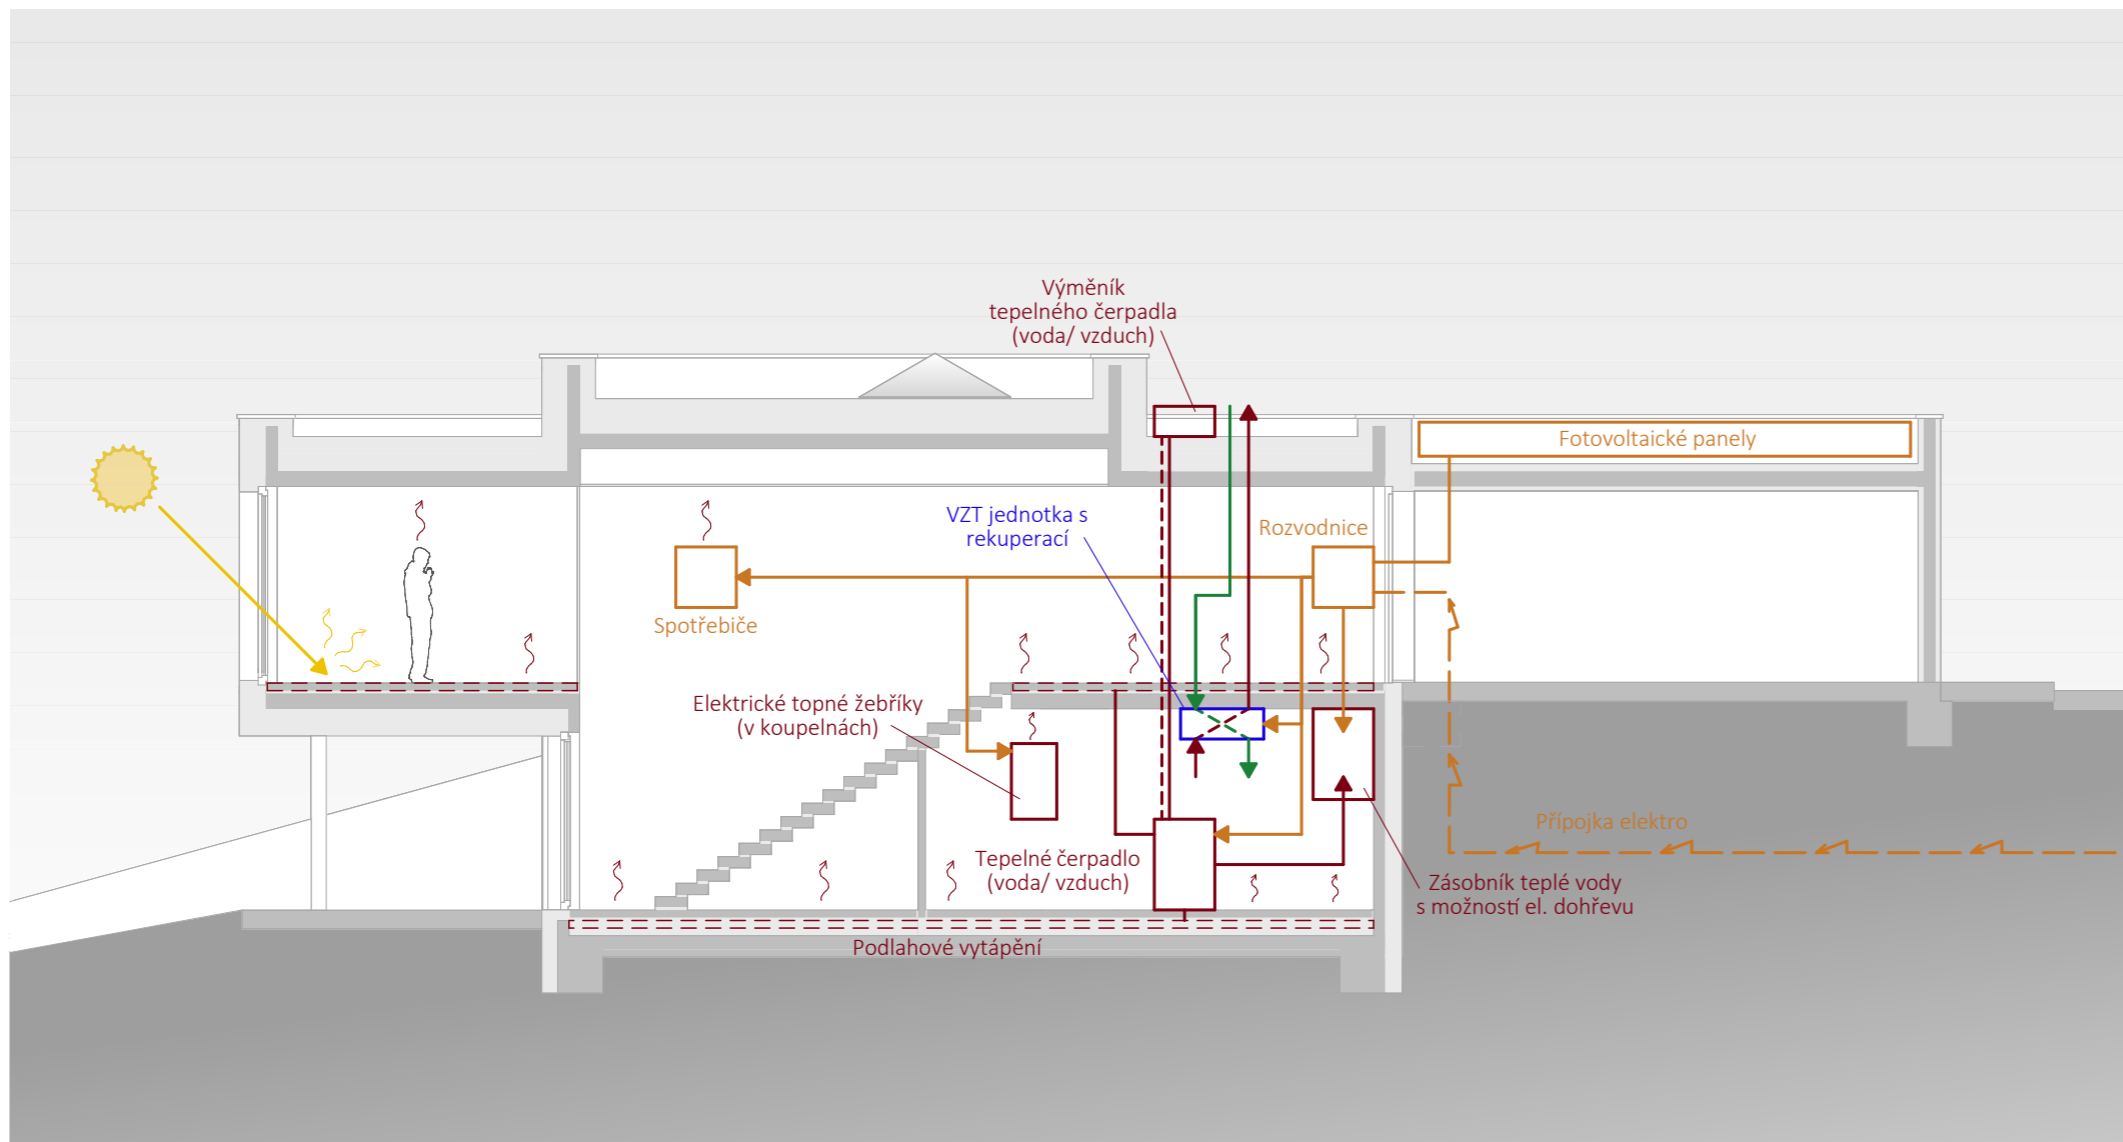 Výměník
tepelného čerpadla
(voda/ vzduch)
Fotovoltaické panely
VZT jednotka s
rekuperací
Rozvodnice
Spotřebiče
Elektrické topné žebříky
(v koupelnách)
Přípojka elektro
Tepelné čerpadlo
(voda/ vzduch)
Zásobník teplé vody
s možností el. dohřevu
Podlahové vytápění